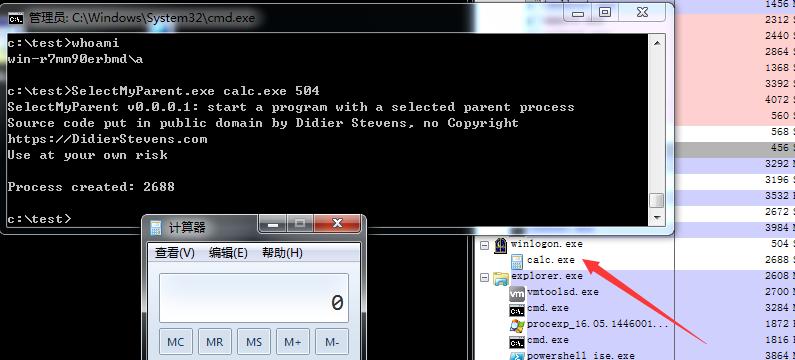 管理员: C:\Windows\System32\cmd.exe
c:\test>whoami
win-r7mm90erbmd\a
c:\test>SelectMyParent.exe calc.exe 504
SelectMyParent v0.0.0.1: start a program with a selected parent process
Source code put in public domain by Didier Stevens, no Copyright
https://DidierStevens.com
Use at your own risk
Process created: 2688
c:\test>
计算器
查看(V) 编辑(E) 帮助(H)
0
MC MR MS M+ M-
1456
2312
2440
2864
1368
3392
4072
560
568
456
3292
3196
3532
2672
3984
winlogon.exe 504
calc.exe 2688
explorer.exe 2608
vmtoolsd.exe 2700
cmd.exe 3284
procexp_16.05.1446001... 1872
cmd.exe 1816
powershell_ise.exe 3864